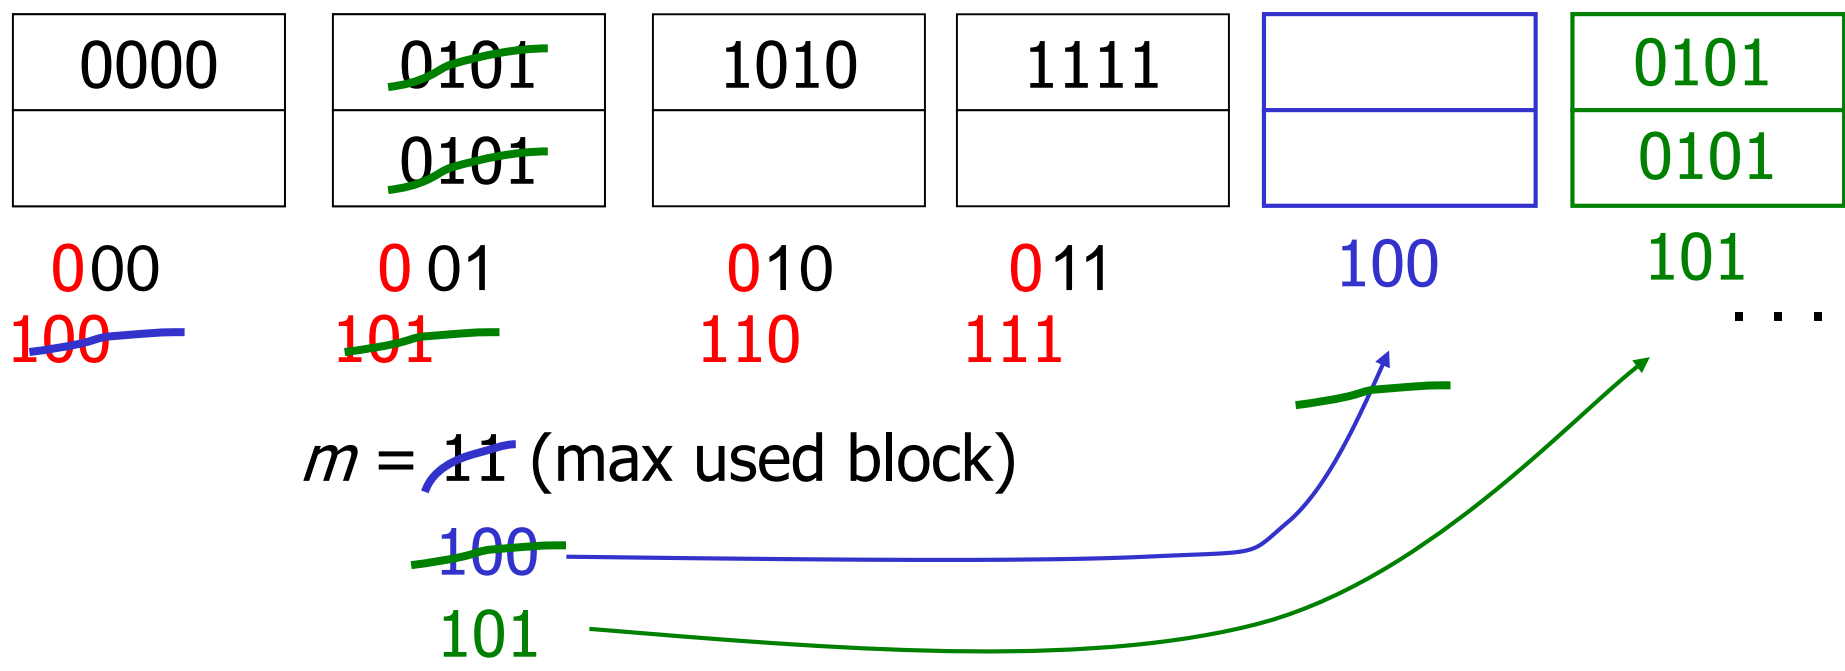 0000 0101 1010 1111 0101
0101 0101
000 001 010 011 100 101
100 101 110 111 ...
m = 11 (max used block)
100
101